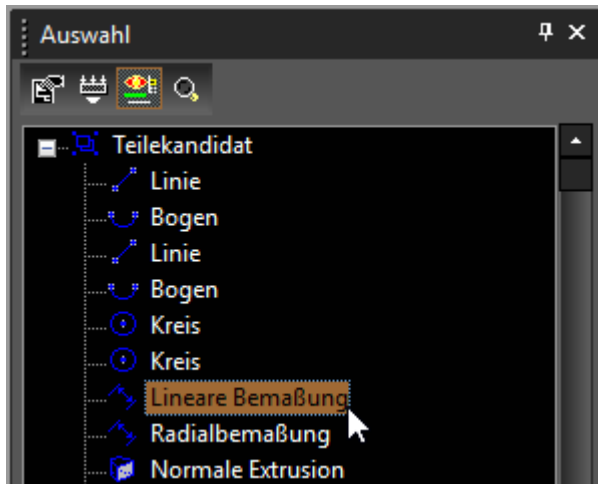 Auswahl
Teilekandidat
Linie
Bogen
Linie
Bogen
Kreis
Kreis
Lineare Bemaßung
Radialbemaßung
Normale Extrusion